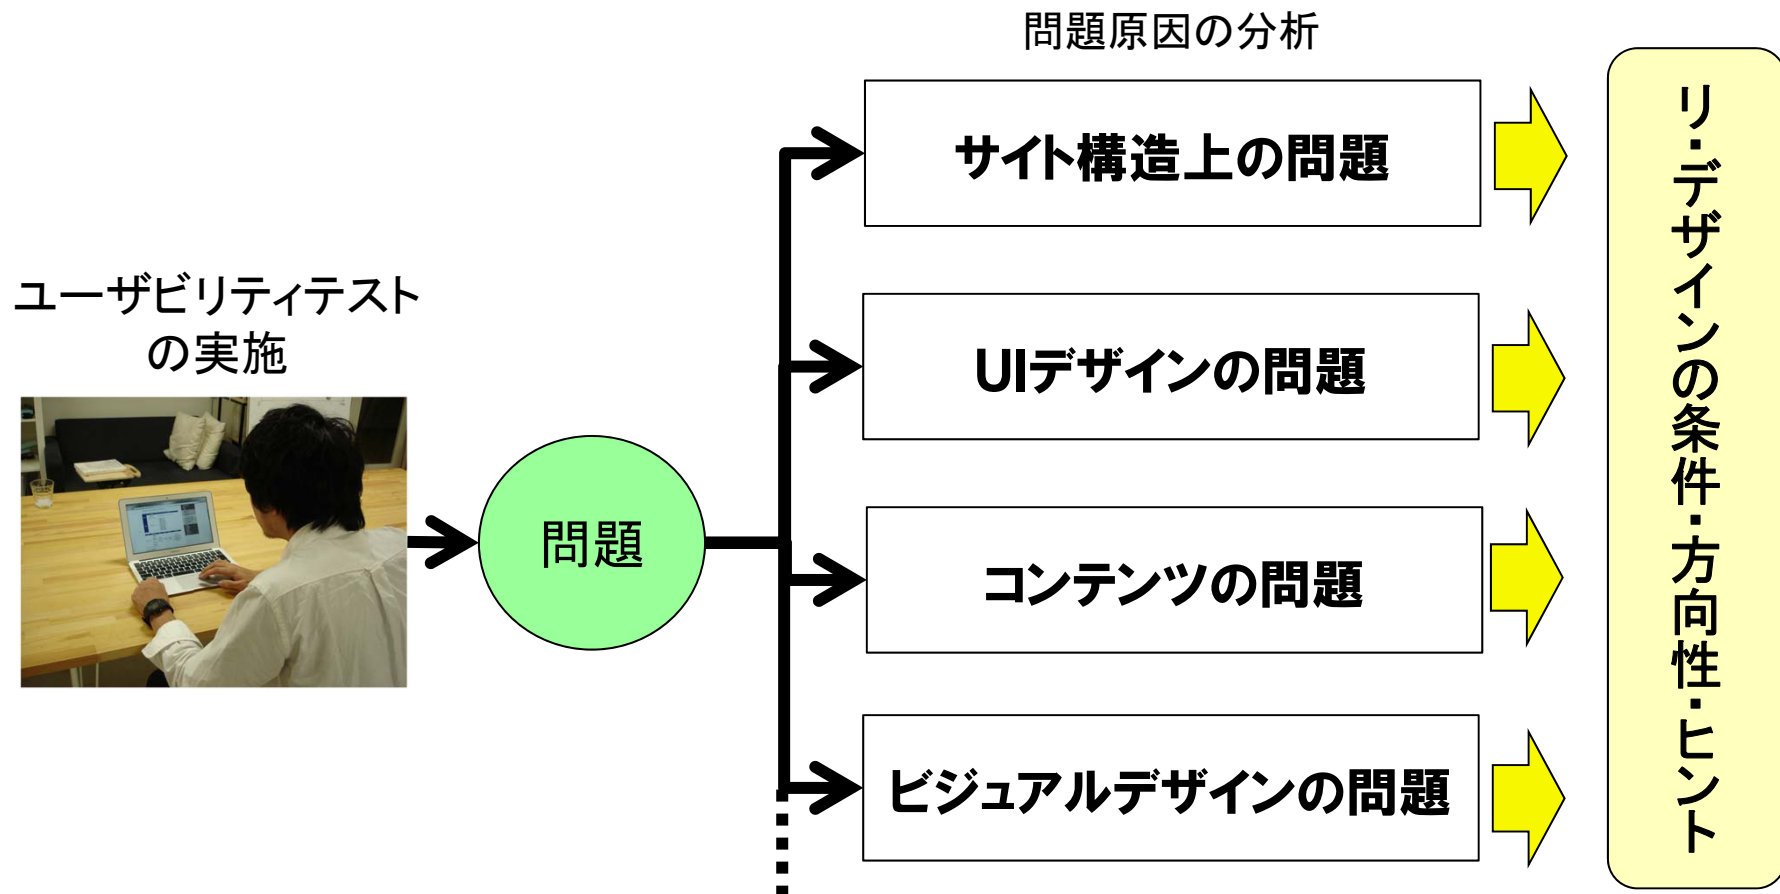 問題原因の分析
ユーザビリティテスト
の実施
問題
サイト構造上の問題
UIデザインの問題
コンテンツの問題
ビジュアルデザインの問題
リ・デザインの条件・方向性・ヒント